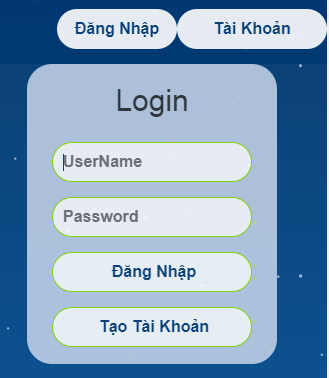 Đăng Nhập Tài Khoản
Login
UserName
Password
Đăng Nhập
Tạo Tài Khoản